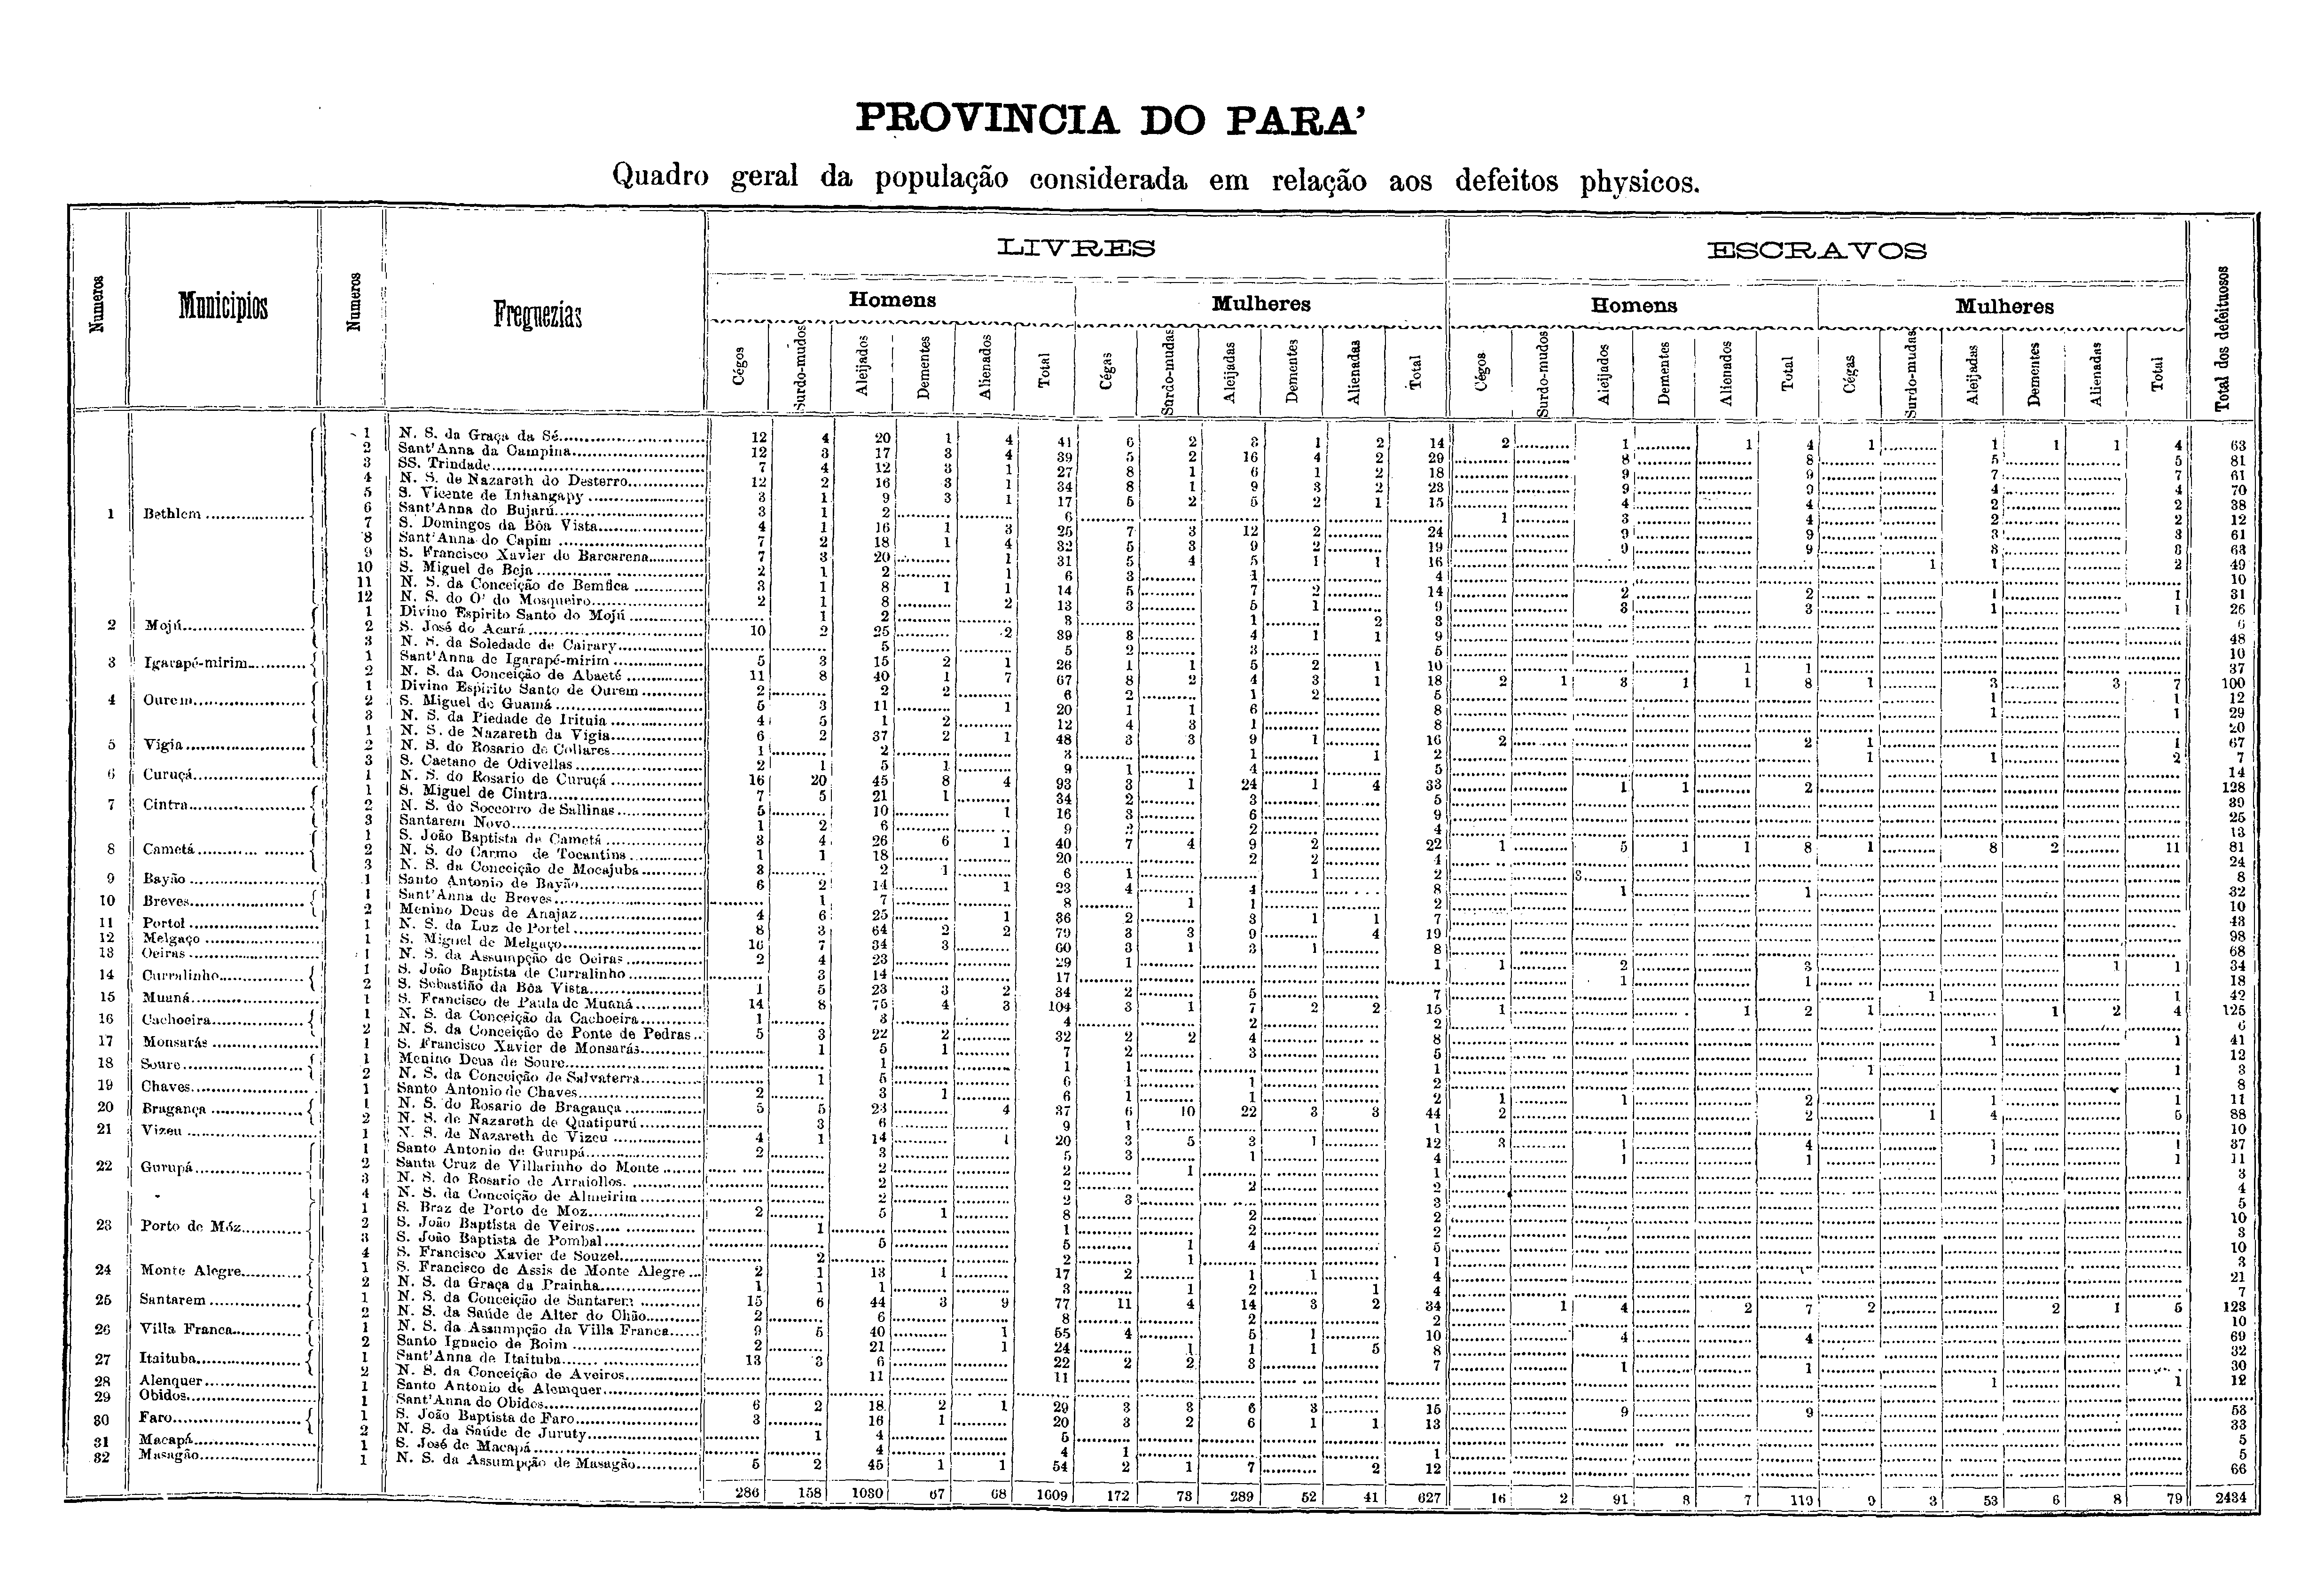 PROVINCIA DO PARA'
Quadro geral da população considerada em relação aos defeitos physicos.
LIVRES ESCRAVOS
Numeros Municipios Numeros Freguezias Homens Mulheres Homens Mulheres Total dos defeituosos
Cégos Surdo-mudos Aleijados Dementes Alienados Total Cégas Surdo-mudas Aleijadas Dementes Alienadas Total Cégos Surdo-mudos Aleijados Dementes Alienados Total Cégas Surdo-mudas Aleijadas Dementes Alienadas Total
1 Bethlem
1 N. S. da Graça da Sé 12 4 20 1 4 41 6 2 3 1 2 14 2 1 1 4 1 1 1 1 4 63
2 Sant'Anna da Campina 12 3 17 3 4 39 5 2 16 4 2 29 8 8 5 5 81
3 SS. Trindade 7 4 12 3 1 27 8 1 6 1 2 18 9 9 7 7 61
4 N. S. de Nazareth do Desterro 12 2 16 3 1 34 8 1 9 3 2 23 9 9 4 4 70
5 S. Vicente de Inhangapy 3 1 9 3 1 17 5 2 5 2 1 15 4 4 2 2 38
6 Sant'Anna do Bujarú 3 1 2 6 1 3 4 2 2 12
7 S. Domingos da Bôa Vista 4 1 16 1 3 25 7 3 12 2 24 9 9 3 3 61
8 Sant'Anna do Capim 7 2 18 1 4 32 5 3 9 2 19 9 9 8 8 68
9 S. Francisco Xavier do Barcarena 7 3 20 1 31 5 4 5 1 1 16 1 1 2 49
10 S. Miguel de Beja 2 1 2 1 6 3 1 4 10
11 N. S. da Conceição de Bemfica 3 1 8 1 1 14 5 7 2 14 2 2 1 1 31
12 N. S. do O' do Mosqueiro 2 1 8 2 13 3 5 1 9 3 3 1 1 26
2 Mojú
1 Divino Espirito Santo do Mojú 1 2 3 1 2 3 6
2 S. José do Acará 10 2 25 2 39 8 4 1 1 9 48
3 N. S. da Soledade de Cairary 5 5 2 3 5 10
3 Igarapé-mirim
1 Sant'Anna de Igarapé-mirim 5 3 15 2 1 26 1 1 5 2 1 10 1 1 37
2 N. S. da Conceição de Abaeté 11 8 40 1 7 67 8 2 4 3 1 18 2 1 3 1 1 8 1 3 3 7 100
4 Ourem
1 Divino Espirito Santo de Ourem 2 2 2 6 2 1 2 5 1 1 12
2 S. Miguel de Guamá 5 3 11 1 20 1 1 6 8 1 1 29
3 N. S. da Piedade de Irituia 4 5 1 2 12 4 3 1 8 20
5 Vigia
1 N. S. de Nazareth da Vigia 6 2 37 2 1 48 3 3 9 1 16 2 2 1 1 67
2 N. S. do Rosario de Collares 1 2 3 1 1 2 1 1 2 7
3 S. Caetano de Odivellas 2 1 5 1 9 1 4 5 14
6 Curuçá 1 N. S. do Rosario de Curuçá 16 20 45 8 4 93 3 1 24 1 4 33 1 1 2 128
7 Cintra
1 S. Miguel de Cintra 7 5 21 1 34 2 3 5 39
2 N. S. do Soccorro de Sallinas 5 10 1 16 3 6 9 25
3 Santarem Novo 1 2 6 9 2 2 4 13
8 Cametá
1 S. João Baptista de Cametá 3 4 26 6 1 40 7 4 9 2 22 1 5 1 1 8 1 8 2 11 81
2 N. S. do Carmo de Tocantins 1 1 18 20 2 2 4 24
3 N. S. da Conceição de Mocajuba 3 2 1 6 1 1 2 8
9 Bayão 1 Santo Antonio de Bayão 6 2 14 1 23 4 4 8 1 1 32
10 Breves
1 Sant'Anna de Breves 1 7 8 1 1 2 10
2 Menino Deus de Anajaz 4 6 25 1 36 2 3 1 1 7 43
11 Portel 1 N. S. da Luz de Portel 8 3 64 2 2 79 3 3 9 4 19 98
12 Melgaço 1 S. Miguel de Melgaço 16 7 34 3 60 3 1 3 1 8 68
13 Oeiras 1 N. S. da Assumpção de Oeiras 2 4 23 29 1 1 1 2 3 1 1 34
14 Curralinho
1 S. João Baptista de Curralinho 3 14 17 1 1 18
2 S. Sebastião da Bôa Vista 1 5 23 3 2 34 2 5 7 1 1 42
15 Muaná 1 S. Francisco de Paula de Muaná 14 8 75 4 3 104 3 1 7 2 2 15 1 1 2 1 1 2 4 125
16 Cachoeira
1 N. S. da Conceição da Cachoeira 1 3 4 2 2 6
2 N. S. da Conceição de Ponte de Pedras 5 3 22 2 32 2 2 4 8 1 1 41
17 Monsarás 1 S. Francisco Xavier de Monsarás 1 5 1 7 2 3 5 12
18 Soure
1 Menino Deus de Soure 1 1 1 1 1 1 3
2 N. S. da Conceição de Salvaterra 1 5 6 1 1 2 8
19 Chaves 1 Santo Antonio de Chaves 2 3 1 6 1 1 2 1 1 2 1 1 11
20 Bragança
1 N. S. do Rosario de Bragança 5 5 23 4 37 6 10 22 3 3 44 2 2 1 4 5 88
2 N. S. de Nazareth de Quatipurú 3 6 9 1 1 10
21 Vizeu 1 N. S. de Nazareth de Vizeu 4 1 14 1 20 3 5 3 1 12 3 1 4 1 1 37
22 Gurupá
1 Santo Antonio de Gurupá 2 3 5 3 1 4 1 1 1 1 11
2 Santa Cruz de Villarinho do Monte 2 2 1 1 3
3 N. S. do Rosario de Arraiollos 2 2 2 2 4
4 N. S. da Conceição de Almeirim 2 2 3 3 5
23 Porto de Móz
1 S. Braz de Porto de Moz 2 5 1 8 2 2 10
2 S. João Baptista de Veiros 1 1 2 2 3
3 S. João Baptista de Pombal 5 5 1 4 5 10
4 S. Francisco Xavier de Souzel 2 2 1 1 3
24 Monte Alegre
1 S. Francisco de Assis de Monte Alegre 2 1 13 1 17 2 1 1 4 21
2 N. S. da Graça da Prainha 1 1 1 3 1 2 1 4 7
25 Santarem
1 N. S. da Conceição de Santarem 15 6 44 3 9 77 11 4 14 3 2 34 1 4 2 7 2 2 1 5 123
2 N. S. da Saúde de Alter do Chão 2 6 8 2 2 10
26 Villa Franca
1 N. S. da Assumpção da Villa Franca 9 5 40 1 55 4 5 1 10 4 4 69
2 Santo Ignacio de Boim 2 21 1 24 1 1 1 5 8 32
27 Itaituba
1 Sant'Anna de Itaituba 13 3 6 22 2 2 3 7 1 1 30
2 N. S. da Conceição de Aveiros 11 11 1 1 12
28 Alenquer 1 Santo Antonio de Alemquer
29 Obidos 1 Sant'Anna do Obidos 6 2 18 2 1 29 3 3 6 3 15 9 9 53
30 Faro
1 S. João Baptista de Faro 3 16 1 20 3 2 6 1 1 13 33
2 N. S. da Saúde de Juruty 1 4 5 5
31 Macapá 1 S. José de Macapá 4 4 1 1 5
32 Masagão 1 N. S. da Assumpção de Masagão 5 2 45 1 1 54 2 1 7 2 12 66
286 158 1030 67 68 1609 172 73 289 52 41 627 16 2 91 8 7 119 9 3 53 6 8 79 2434